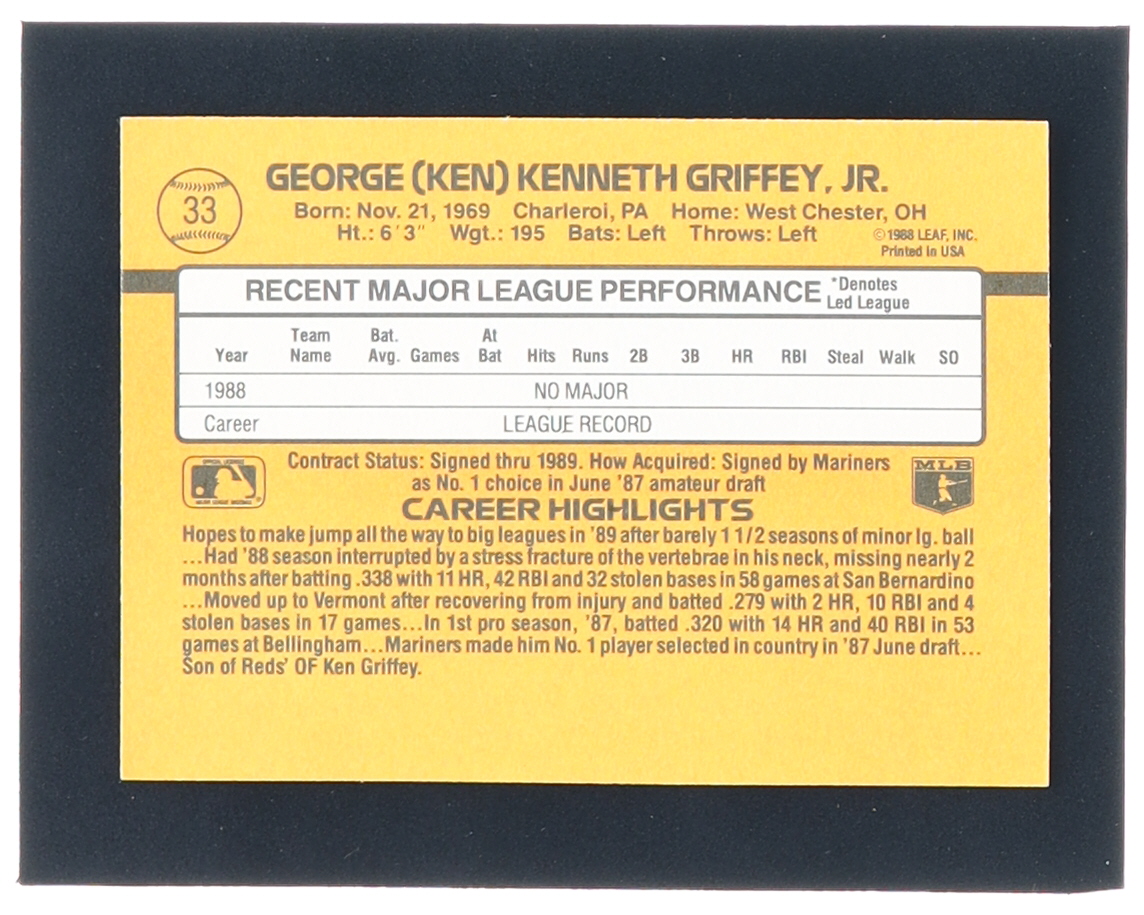 33
GEORGE (KEN) KENNETH GRIFFEY, JR.
Born: Nov. 21, 1969 Charleroi, PA Home: West Chester, OH
Ht.: 6'3" Wgt.: 195 Bats: Left Throws: Left
©1988 LEAF, INC.
Printed in USA
RECENT MAJOR LEAGUE PERFORMANCE
*Denotes
Led League
Year Team Name Bat. Avg. Games At Bat Hits Runs 2B 3B HR RBI Steal Walk SO
1988 NO MAJOR
Career LEAGUE RECORD
Contract Status: Signed thru 1989. How Acquired: Signed by Mariners
as No. 1 choice in June '87 amateur draft
MLB
CAREER HIGHLIGHTS
Hopes to make jump all the way to big leagues in '89 after barely 1 1/2 seasons of minor lg. ball
...Had '88 season interrupted by a stress fracture of the vertebrae in his neck, missing nearly 2
months after batting .338 with 11 HR, 42 RBI and 32 stolen bases in 58 games at San Bernardino
...Moved up to Vermont after recovering from injury and batted .279 with 2 HR, 10 RBI and 4
stolen bases in 17 games...In 1st pro season, '87, batted .320 with 14 HR and 40 RBI in 53
games at Bellingham...Mariners made him No. 1 player selected in country in '87 June draft...
Son of Reds' OF Ken Griffey.